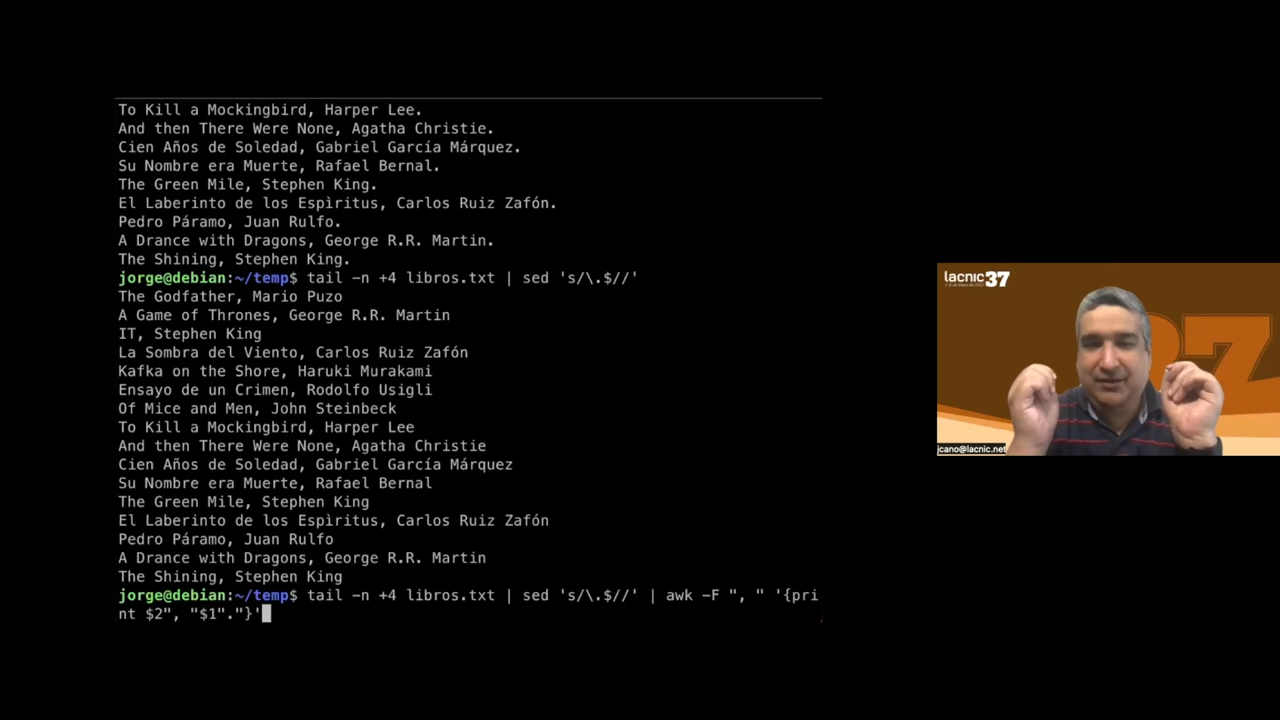 To Kill a Mockingbird, Harper Lee.
And then There Were None, Agatha Christie.
Cien Años de Soledad, Gabriel García Márquez.
Su Nombre era Muerte, Rafael Bernal.
The Green Mile, Stephen King.
El Laberinto de los Espìritus, Carlos Ruiz Zafón.
Pedro Páramo, Juan Rulfo.
A Drance with Dragons, George R.R. Martin.
The Shining, Stephen King.
jorge@debian:~/temp$ tail -n +4 libros.txt | sed 's/\.$//'
The Godfather, Mario Puzo
A Game of Thrones, George R.R. Martin
IT, Stephen King
La Sombra del Viento, Carlos Ruiz Zafón
Kafka on the Shore, Haruki Murakami
Ensayo de un Crimen, Rodolfo Usigli
Of Mice and Men, John Steinbeck
To Kill a Mockingbird, Harper Lee
And then There Were None, Agatha Christie
Cien Años de Soledad, Gabriel García Márquez
Su Nombre era Muerte, Rafael Bernal
The Green Mile, Stephen King
El Laberinto de los Espìritus, Carlos Ruiz Zafón
Pedro Páramo, Juan Rulfo
A Drance with Dragons, George R.R. Martin
The Shining, Stephen King
jorge@debian:~/temp$ tail -n +4 libros.txt | sed 's/\.$//' | awk -F ", " '{pri
nt $2", "$1"."}'
lacnic 37
37
jcano@lacnic.net